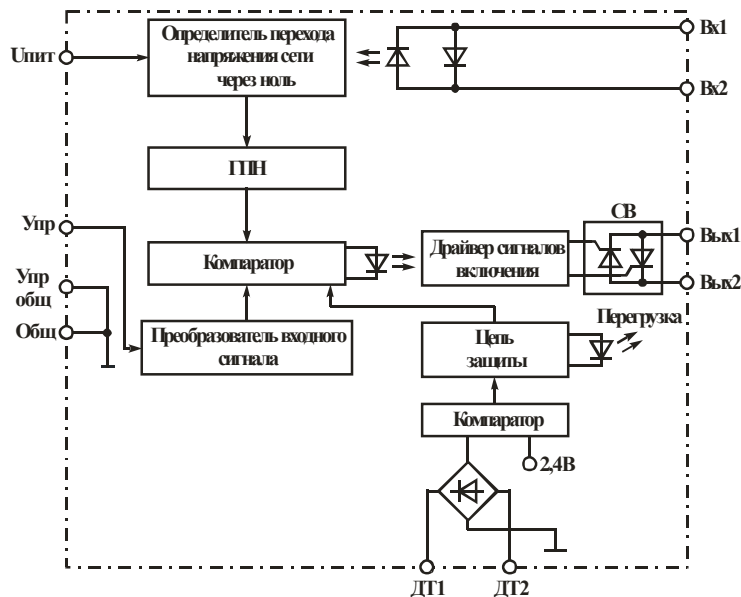 Определитель перехода
напряжения сети
через ноль
Uпит
Вх1
Вх2
ГПН
Упр
СВ
Вых1
Компаратор
Драйвер сигналов
включения
Упр
общ
Вых2
Общ
Преобразователь входного
сигнала
Цепь
защиты
Перегрузка
Компаратор
2,4В
ДТ1
ДТ2